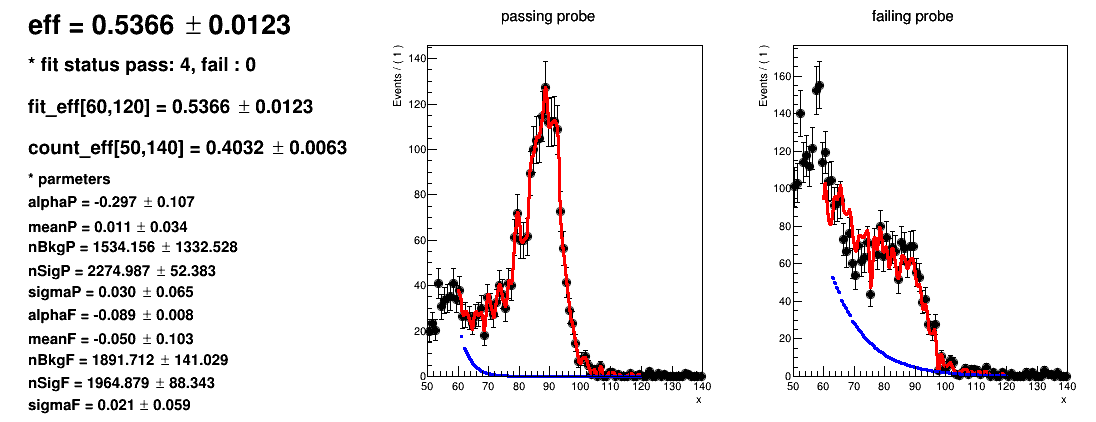 eff = 0.5366 ± 0.0123
* fit status pass: 4, fail : 0
fit_eff[60,120] = 0.5366 ± 0.0123
count_eff[50,140] = 0.4032 ± 0.0063
* parmeters
alphaP = -0.297 ± 0.107
meanP = 0.011 ± 0.034
nBkgP = 1534.156 ± 1332.528
nSigP = 2274.987 ± 52.383
sigmaP = 0.030 ± 0.065
alphaF = -0.089 ± 0.008
meanF = -0.050 ± 0.103
nBkgF = 1891.712 ± 141.029
nSigF = 1964.879 ± 88.343
sigmaF = 0.021 ± 0.059
passing probe
Events / ( 1 )
140
120
100
80
60
40
20
0
50 60 70 80 90 100 110 120 130 140
x
failing probe
Events / ( 1 )
160
140
120
100
80
60
40
20
0
50 60 70 80 90 100 110 120 130 140
x